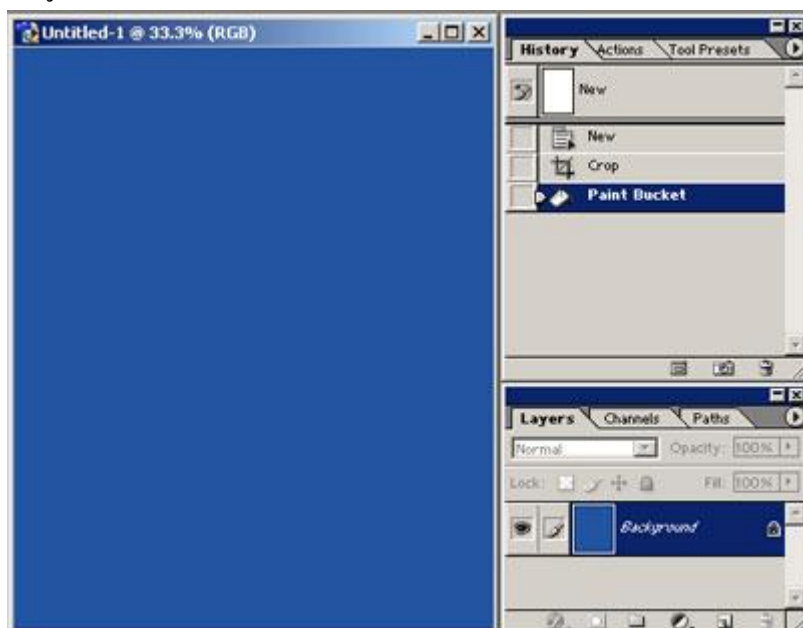 Untitled-1 @ 33.3% (RGB)
History Actions Tool Presets
New
New
Crop
Paint Bucket
Layers Channels Paths
Normal Opacity: 100%
Lock: Fill: 100%
Background